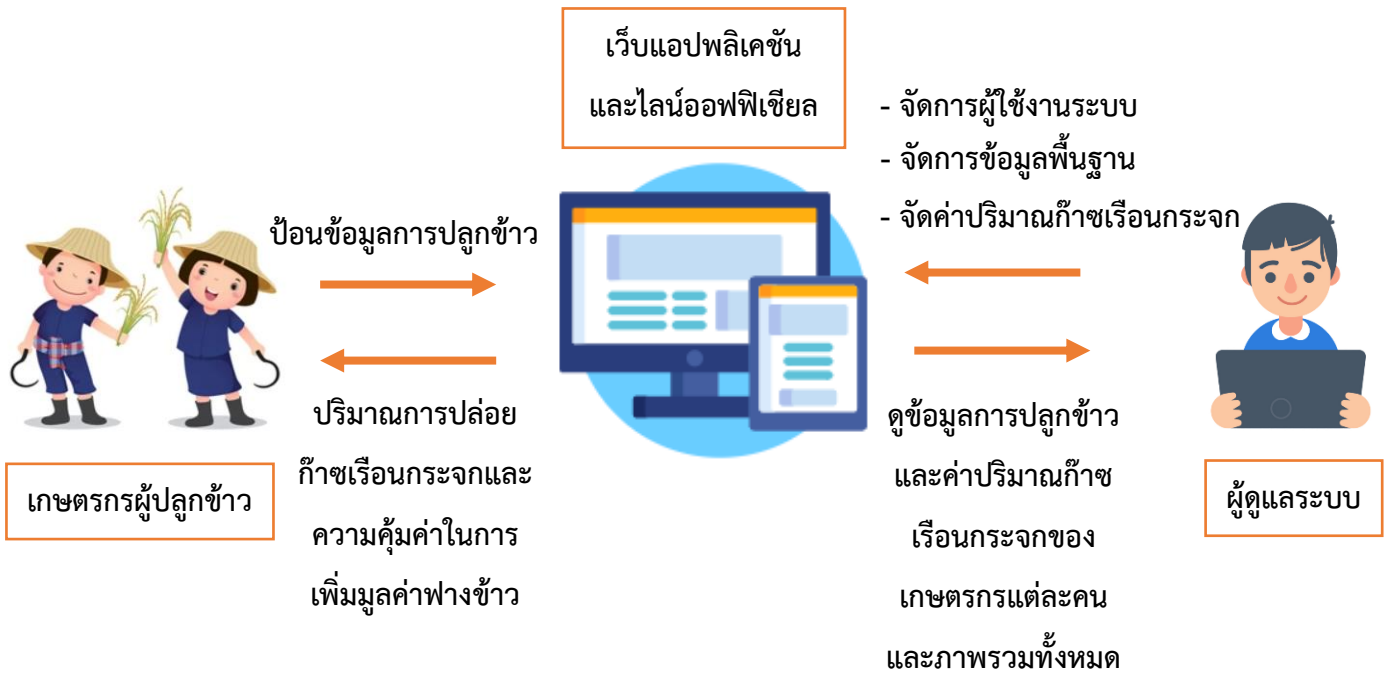 เว็บแอปพลิเคชัน
และไลน์ออฟฟิเชียล
- จัดการผู้ใช้งานระบบ
- จัดการข้อมูลพื้นฐาน
- จัดค่าปริมาณก๊าซเรือนกระจก
ป้อนข้อมูลการปลูกข้าว
ปริมาณการปล่อย
ก๊าซเรือนกระจกและ
ความคุ้มค่าในการ
เพิ่มมูลค่าฟางข้าว
เกษตรกรผู้ปลูกข้าว
ดูข้อมูลการปลูกข้าว
และค่าปริมาณก๊าซ
เรือนกระจกของ
เกษตรกรแต่ละคน
และภาพรวมทั้งหมด
ผู้ดูแลระบบ